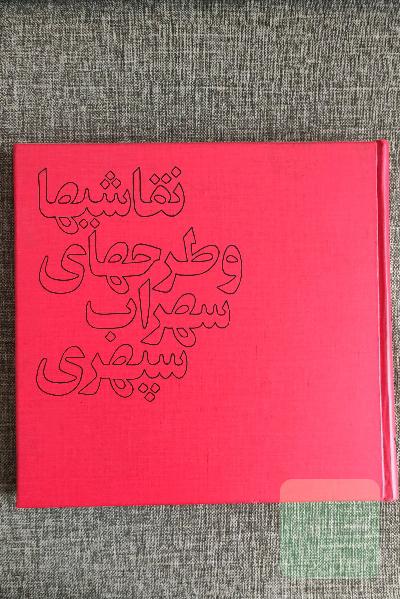 نقاشیها
وطرحهای
سهراب
سپهری